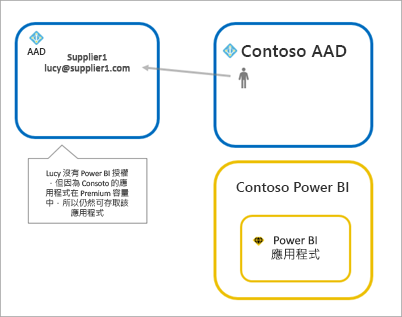 AAD
Supplier1
lucy@supplier1.com
Contoso AAD
Lucy 沒有 Power BI 授權
，但因為 Consoto 的應
用程式在 Premium 容量
中，所以仍然可存取該
應用程式
Contoso Power BI
Power BI
應用程式